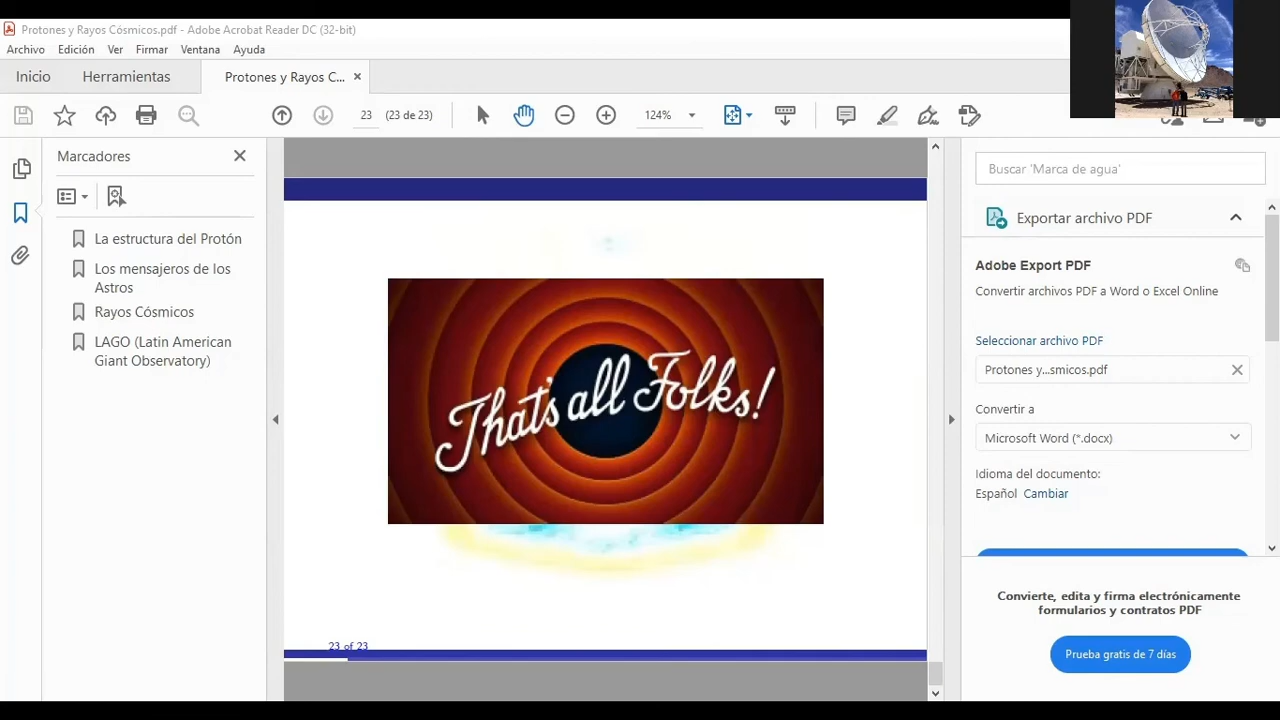 Protones y Rayos Cósmicos.pdf - Adobe Acrobat Reader DC (32-bit)
Archivo Edición Ver Firmar Ventana Ayuda
Inicio Herramientas Protones y Rayos C...
23 (23 de 23) 124%
Marcadores
La estructura del Protón
Los mensajeros de los
Astros
Rayos Cósmicos
LAGO (Latin American
Giant Observatory)
That's all Folks!
23 of 23
Buscar 'Marca de agua'
Exportar archivo PDF
Adobe Export PDF
Convertir archivos PDF a Word o Excel Online
Seleccionar archivo PDF
Protones y...smicos.pdf
Convertir a
Microsoft Word (*.docx)
Idioma del documento:
Español Cambiar
Convierte, edita y firma electrónicamente
formularios y contratos PDF
Prueba gratis de 7 días